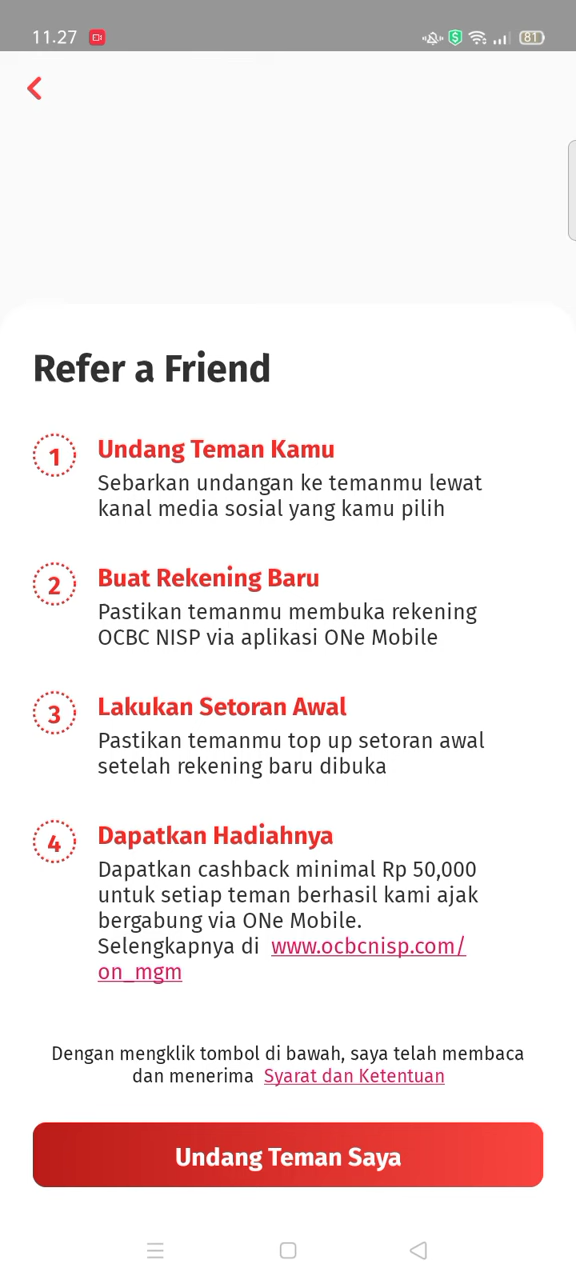 11.27
81
Refer a Friend
1
Undang Teman Kamu
Sebarkan undangan ke temanmu lewat
kanal media sosial yang kamu pilih
2
Buat Rekening Baru
Pastikan temanmu membuka rekening
OCBC NISP via aplikasi ONe Mobile
3
Lakukan Setoran Awal
Pastikan temanmu top up setoran awal
setelah rekening baru dibuka
4
Dapatkan Hadiahnya
Dapatkan cashback minimal Rp 50,000
untuk setiap teman berhasil kami ajak
bergabung via ONe Mobile.
Selengkapnya di www.ocbcnisp.com/
on_mgm
Dengan mengklik tombol di bawah, saya telah membaca
dan menerima Syarat dan Ketentuan
Undang Teman Saya